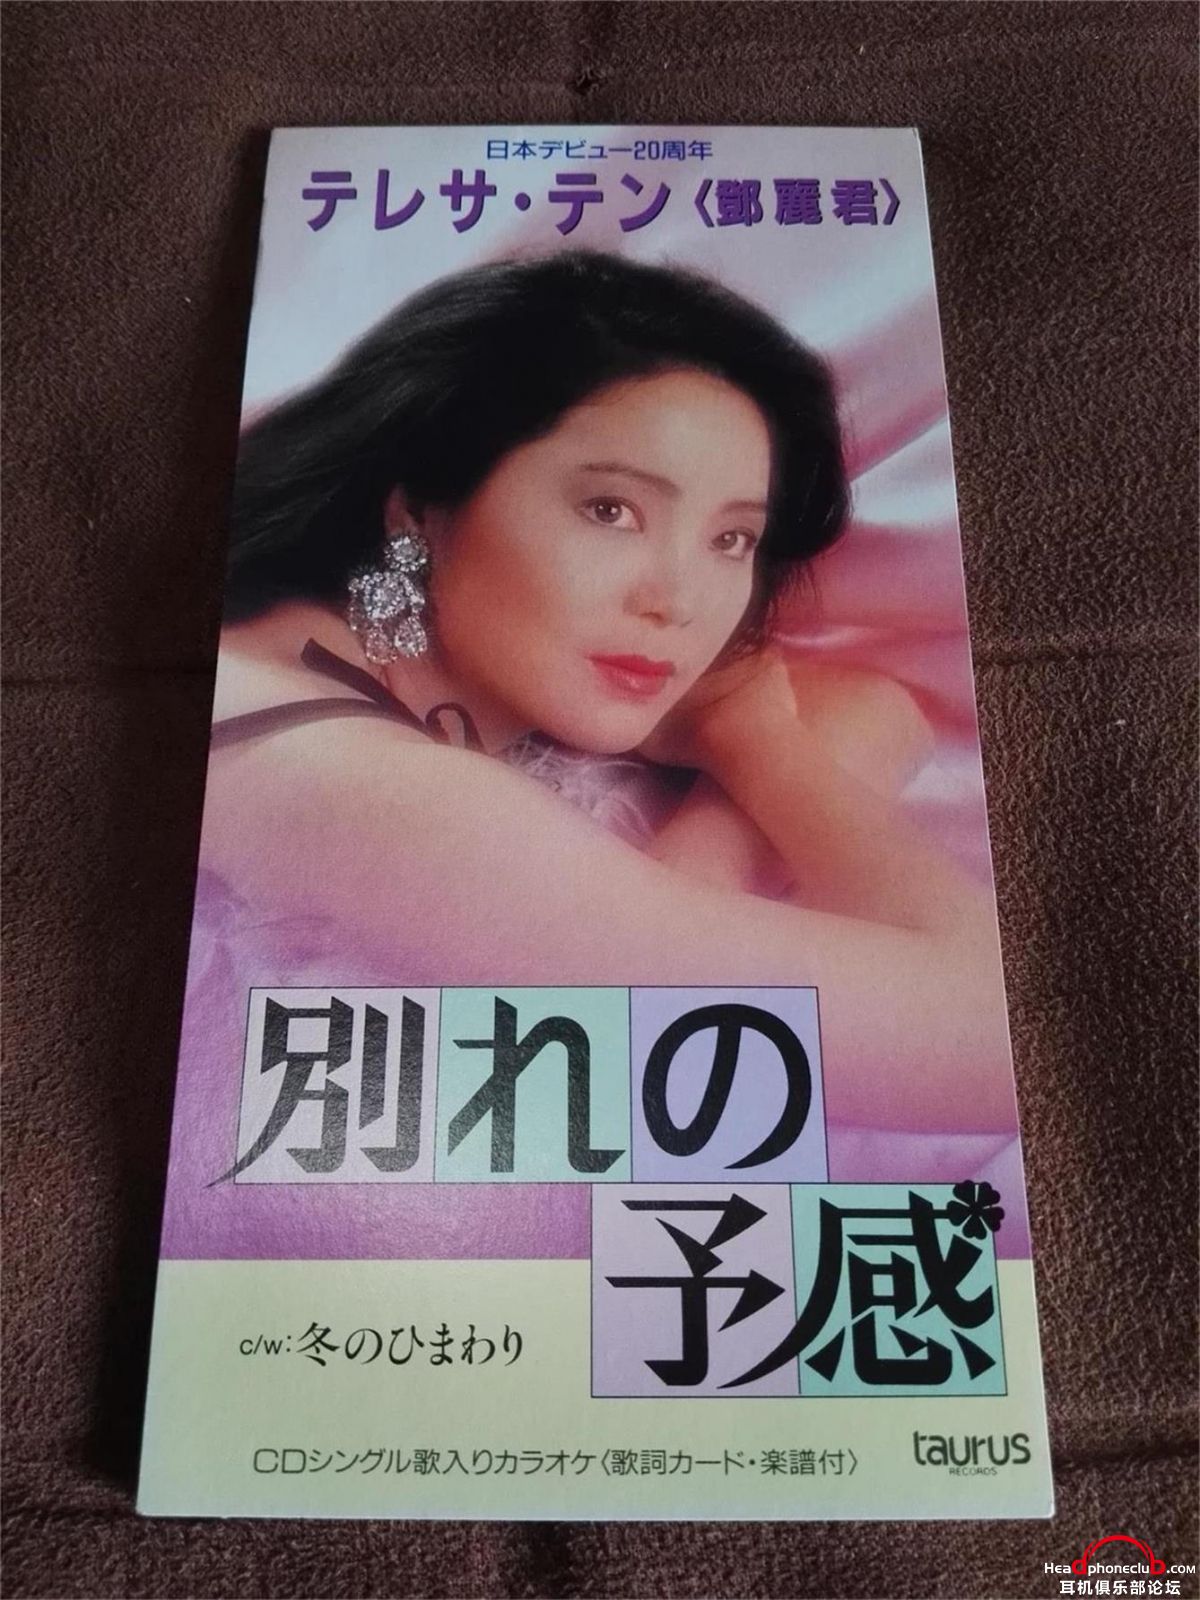 日本デビュー20周年
テレサ・テン〈鄧麗君〉
別れの
予感
c/w:冬のひまわり
CDシングル歌入りカラオケ〈歌詞カード・楽譜付〉
taurus
RECORDS
Headphoneclub.com
耳机俱乐部论坛